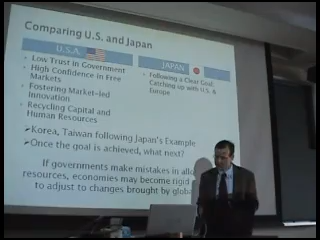 Comparing U.S. and Japan
U.S.A.
Low Trust in Government
High Confidence in Free
Markets
Fostering Market-led
Innovation
Recycling Capital and
Human Resources
JAPAN
Following a Clear Goal:
Catching up with U.S. &
Europe
Korea, Taiwan following Japan's Example
Once the goal is achieved, what next?
If governments make mistakes in
resources, economies may become rigid
to adjust to changes brought by